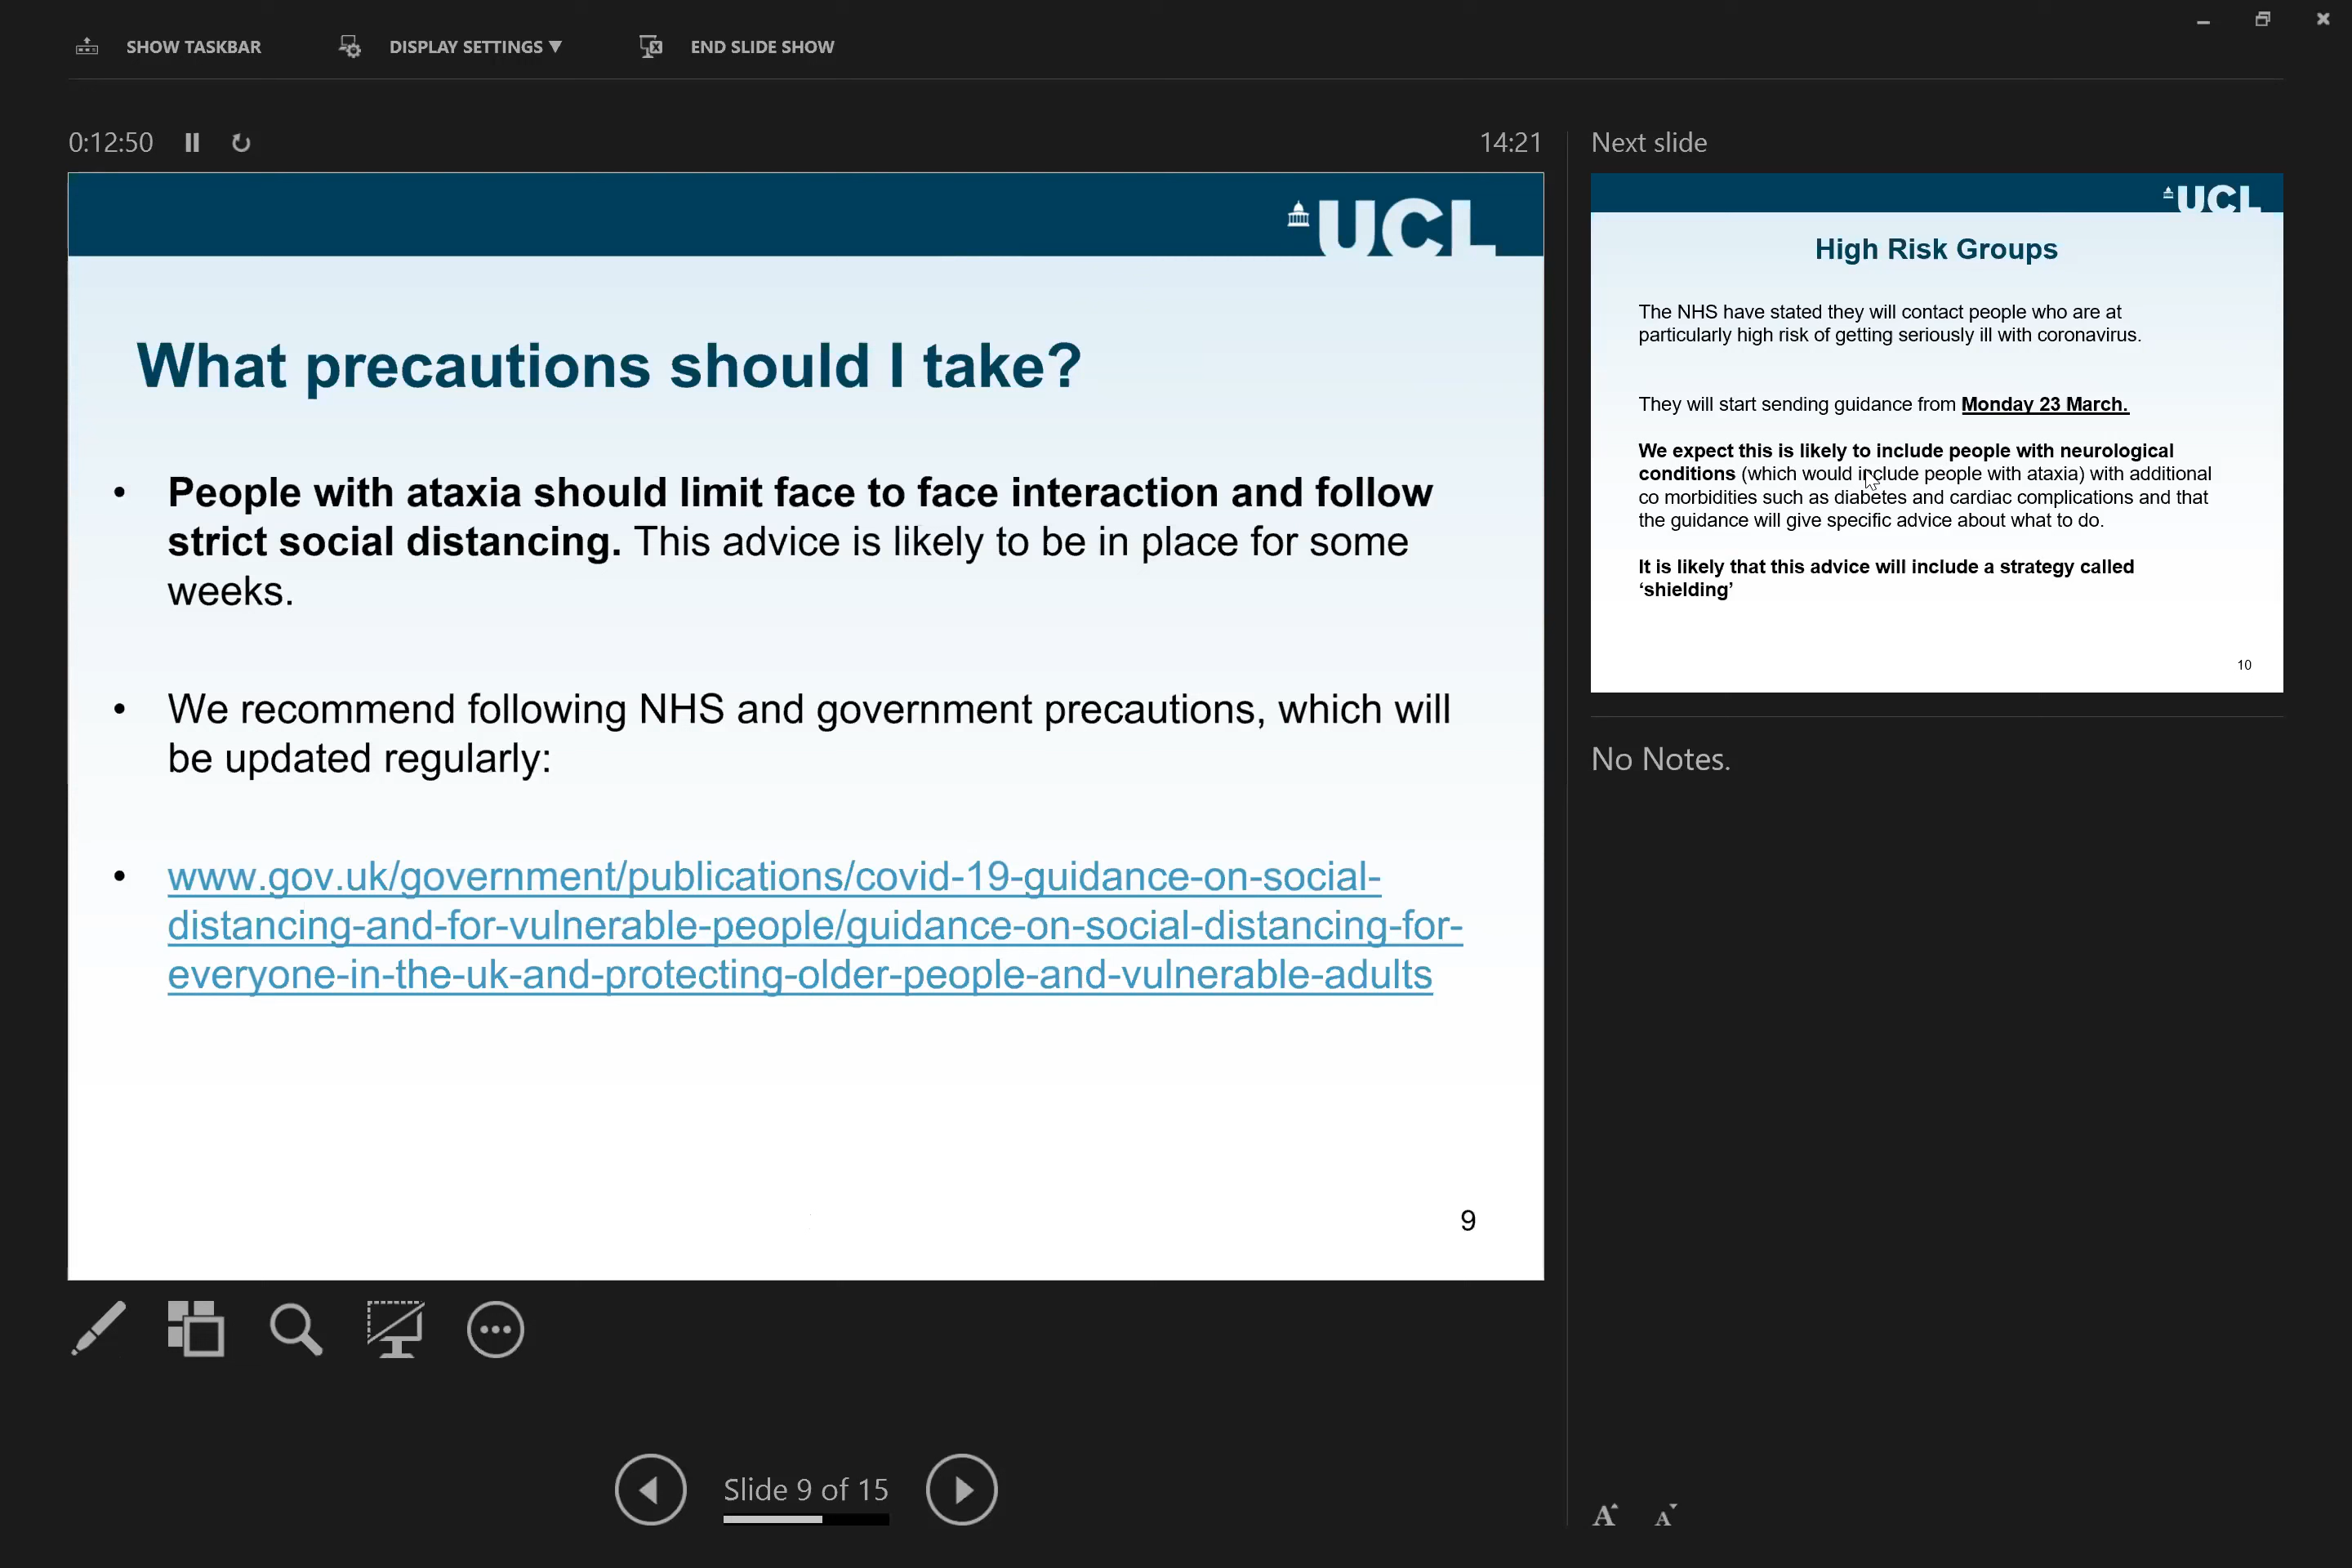 SHOW TASKBAR
DISPLAY SETTINGS ▼
END SLIDE SHOW
0:12:50
14:21
UCL
What precautions should I take?
• People with ataxia should limit face to face interaction and follow
strict social distancing. This advice is likely to be in place for some
weeks.
• We recommend following NHS and government precautions, which will
be updated regularly:
• www.gov.uk/government/publications/covid-19-guidance-on-social-
distancing-and-for-vulnerable-people/guidance-on-social-distancing-for-
everyone-in-the-uk-and-protecting-older-people-and-vulnerable-adults
9
Slide 9 of 15
Next slide
UCL
High Risk Groups
The NHS have stated they will contact people who are at
particularly high risk of getting seriously ill with coronavirus.
They will start sending guidance from Monday 23 March.
We expect this is likely to include people with neurological
conditions (which would include people with ataxia) with additional
co morbidities such as diabetes and cardiac complications and that
the guidance will give specific advice about what to do.
It is likely that this advice will include a strategy called
‘shielding’
10
No Notes.
A A